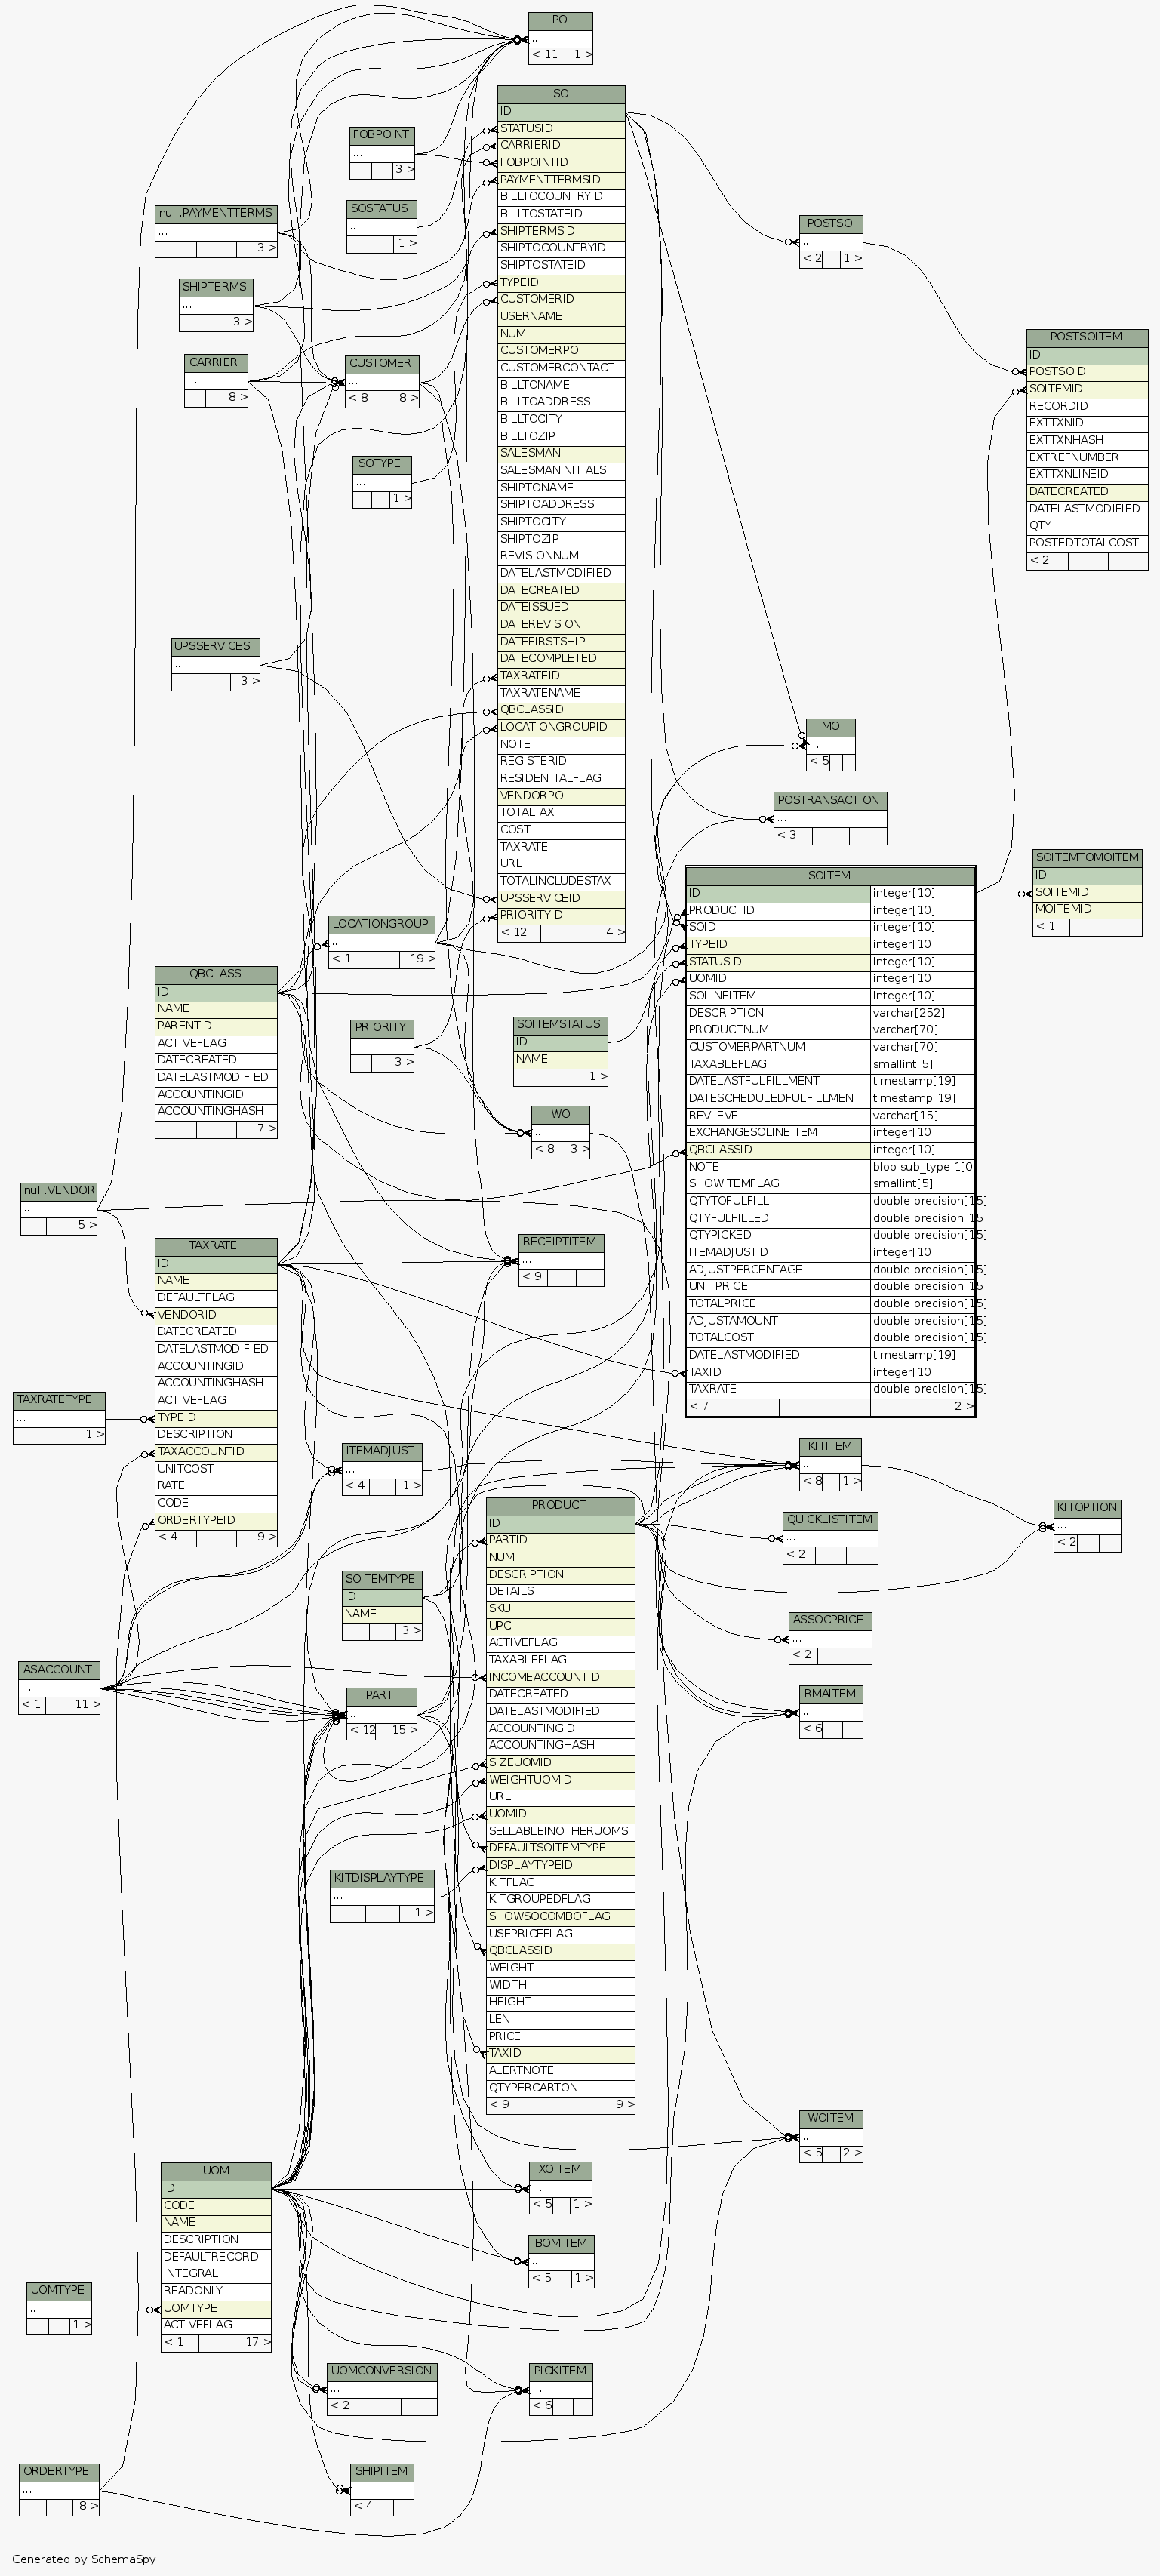 PO
...
< 11 1 >
SO
ID
STATUSID
CARRIERID
FOBPOINTID
PAYMENTTERMSID
BILLTOCOUNTRYID
BILLTOSTATEID
SHIPTERMSID
SHIPTOCOUNTRYID
SHIPTOSTATEID
TYPEID
CUSTOMERID
USERNAME
NUM
CUSTOMERPO
CUSTOMERCONTACT
BILLTONAME
BILLTOADDRESS
BILLTOCITY
BILLTOZIP
SALESMAN
SALESMANINITIALS
SHIPTONAME
SHIPTOADDRESS
SHIPTOCITY
SHIPTOZIP
REVISIONNUM
DATELASTMODIFIED
DATECREATED
DATEISSUED
DATEREVISION
DATEFIRSTSHIP
DATECOMPLETED
TAXRATEID
TAXRATENAME
QBCLASSID
LOCATIONGROUPID
NOTE
REGISTERID
RESIDENTIALFLAG
VENDORPO
TOTALTAX
COST
TAXRATE
URL
TOTALINCLUDESTAX
UPSSERVICEID
PRIORITYID
< 12 4 >
FOBPOINT
...
3 >
SOSTATUS
...
1 >
null.PAYMENTTERMS
...
3 >
SHIPTERMS
...
3 >
CARRIER
...
8 >
CUSTOMER
...
< 8 8 >
SOTYPE
...
1 >
UPSSERVICES
...
3 >
POSTSO
...
< 2 1 >
POSTSOITEM
ID
POSTSOID
SOITEMID
RECORDID
EXTTXNID
EXTTXNHASH
EXTREFNUMBER
EXTTXNLINEID
DATECREATED
DATELASTMODIFIED
QTY
POSTEDTOTALCOST
< 2
MO
...
< 5
POSTRANSACTION
...
< 3
SOITEMTOMOITEM
ID
SOITEMID
MOITEMID
< 1
SOITEM
ID integer[10]
PRODUCTID integer[10]
SOID integer[10]
TYPEID integer[10]
STATUSID integer[10]
UOMID integer[10]
SOLINEITEM integer[10]
DESCRIPTION varchar[252]
PRODUCTNUM varchar[70]
CUSTOMERPARTNUM varchar[70]
TAXABLEFLAG smallint[5]
DATELASTFULFILLMENT timestamp[19]
DATESCHEDULEDFULFILLMENT timestamp[19]
REVLEVEL varchar[15]
EXCHANGESOLINEITEM integer[10]
QBCLASSID integer[10]
NOTE blob sub_type 1[0]
SHOWITEMFLAG smallint[5]
QTYTOFULFILL double precision[15]
QTYFULFILLED double precision[15]
QTYPICKED double precision[15]
ITEMADJUSTID integer[10]
ADJUSTPERCENTAGE double precision[15]
UNITPRICE double precision[15]
TOTALPRICE double precision[15]
ADJUSTAMOUNT double precision[15]
TOTALCOST double precision[15]
DATELASTMODIFIED timestamp[19]
TAXID integer[10]
TAXRATE double precision[15]
< 7 2 >
LOCATIONGROUP
...
< 1 19 >
QBCLASS
ID
NAME
PARENTID
ACTIVEFLAG
DATECREATED
DATELASTMODIFIED
ACCOUNTINGID
ACCOUNTINGHASH
7 >
PRIORITY
...
3 >
SOITEMSTATUS
ID
NAME
1 >
WO
...
< 8 3 >
null.VENDOR
...
5 >
RECEIPTITEM
...
< 9
TAXRATE
ID
NAME
DEFAULTFLAG
VENDORID
DATECREATED
DATELASTMODIFIED
ACCOUNTINGID
ACCOUNTINGHASH
ACTIVEFLAG
TYPEID
DESCRIPTION
TAXACCOUNTID
UNITCOST
RATE
CODE
ORDERTYPEID
< 4 9 >
TAXRATETYPE
...
1 >
ITEMADJUST
...
< 4 1 >
KITITEM
...
< 8 1 >
KITOPTION
...
< 2
QUICKLISTITEM
...
< 2
PRODUCT
ID
PARTID
NUM
DESCRIPTION
DETAILS
SKU
UPC
ACTIVEFLAG
TAXABLEFLAG
INCOMEACCOUNTID
DATECREATED
DATELASTMODIFIED
ACCOUNTINGID
ACCOUNTINGHASH
SIZEUOMID
WEIGHTUOMID
URL
UOMID
SELLABLEINOTHERUOMS
DEFAULTSOITEMTYPE
DISPLAYTYPEID
KITFLAG
KITGROUPEDFLAG
SHOWSOCOMBOFLAG
USEPRICEFLAG
QBCLASSID
WEIGHT
WIDTH
HEIGHT
LEN
PRICE
TAXID
ALERTNOTE
QTYPERCARTON
< 9 9 >
SOITEMTYPE
ID
NAME
3 >
ASSOCPRICE
...
< 2
ASACCOUNT
...
< 1 11 >
PART
...
< 12 15 >
RMAITEM
...
< 6
KITDISPLAYTYPE
...
1 >
WOITEM
...
< 5 2 >
UOM
ID
CODE
NAME
DESCRIPTION
DEFAULTRECORD
INTEGRAL
READONLY
UOMTYPE
ACTIVEFLAG
< 1 17 >
XOITEM
...
< 5 1 >
BOMITEM
...
< 5 1 >
UOMTYPE
...
1 >
UOMCONVERSION
...
< 2
PICKITEM
...
< 6
ORDERTYPE
...
8 >
SHIPITEM
...
< 4
Generated by SchemaSpy